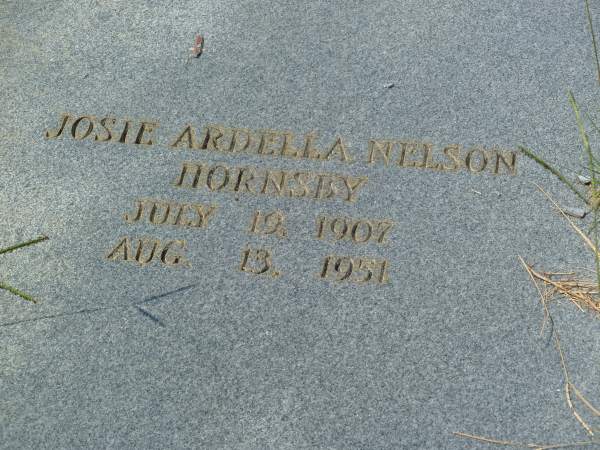 JOSIE ARDELLA NELSON
HORNSBY
JULY 19, 1907
AUG. 13, 1951